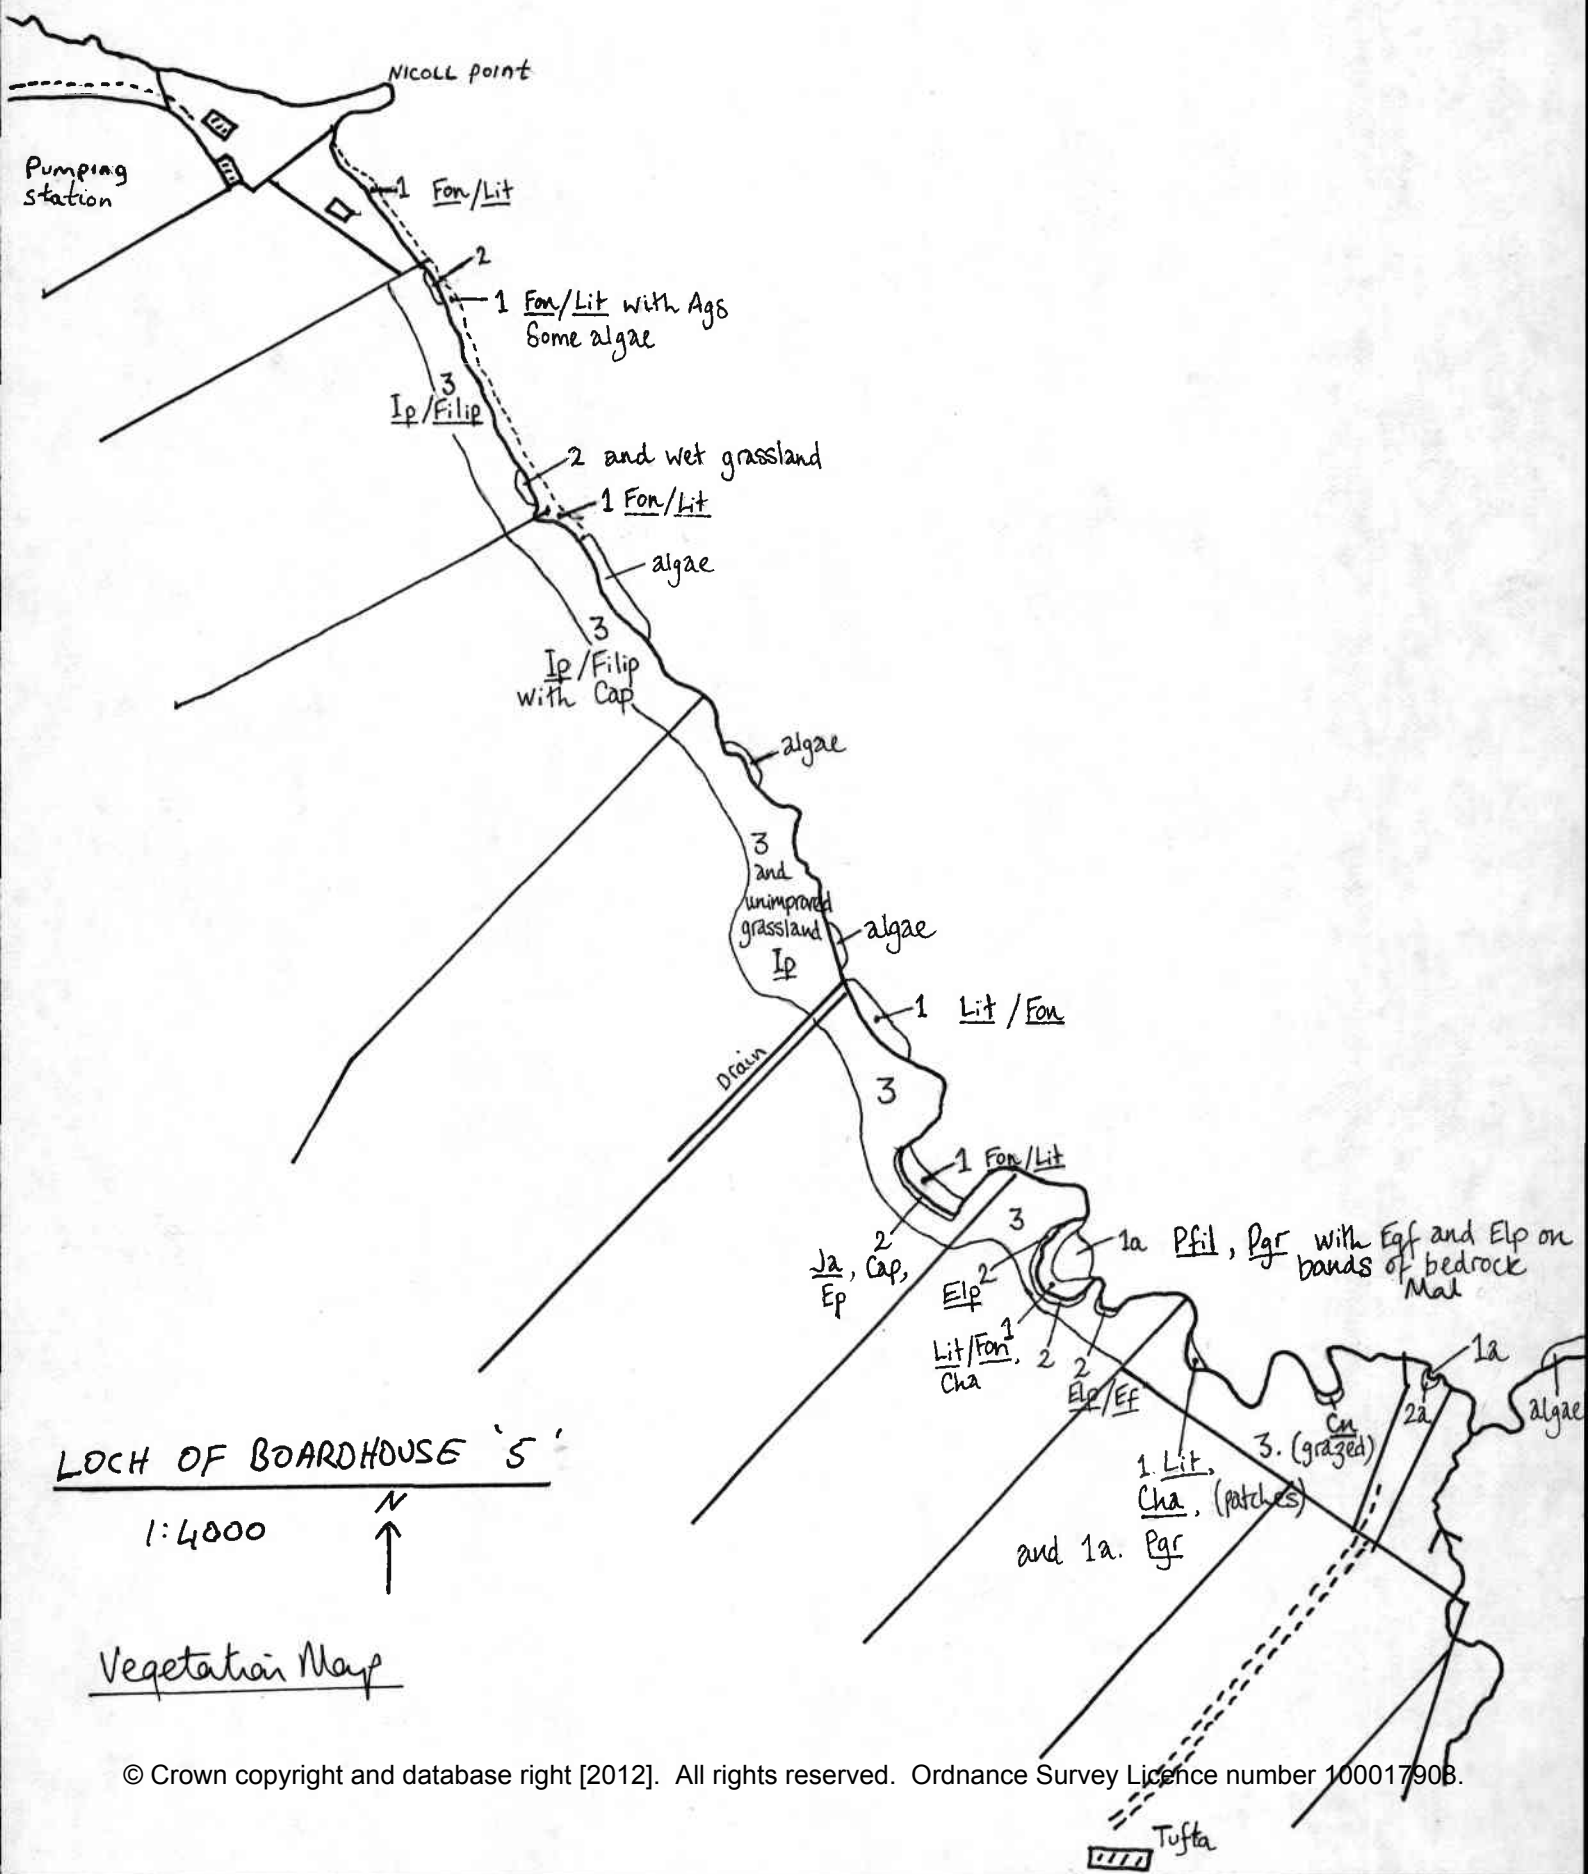 NICOLL point
Pumping
station
1 Fon/Lit
2
1 Fon/Lit with Ag8
Some algae
3
Ip/Filip
2 and wet grassland
1 Fon/Lit
algae
3
Ip/Filip
with Cap
algae
3
and
unimproved
grassland
Ip
algae
1 Lit / Fon
Drain
3
1 Fon/Lit
3
2
Ja, Cap,
Ep
1a Pfil, Pgr with Eqf and Elp on
bands of bedrock
Mal
Elp 2
1
Lit/Fon,
Cha
2
2
Elp/Ef
1a
2a
algae
Cn
3. (grazed)
1. Lit,
Cha, (patches)
and 1a. Pgr
LOCH OF BOARDHOUSE '5'
1:4000
N
Vegetation Map
© Crown copyright and database right [2012]. All rights reserved. Ordnance Survey Licence number 100017908.
Tufta